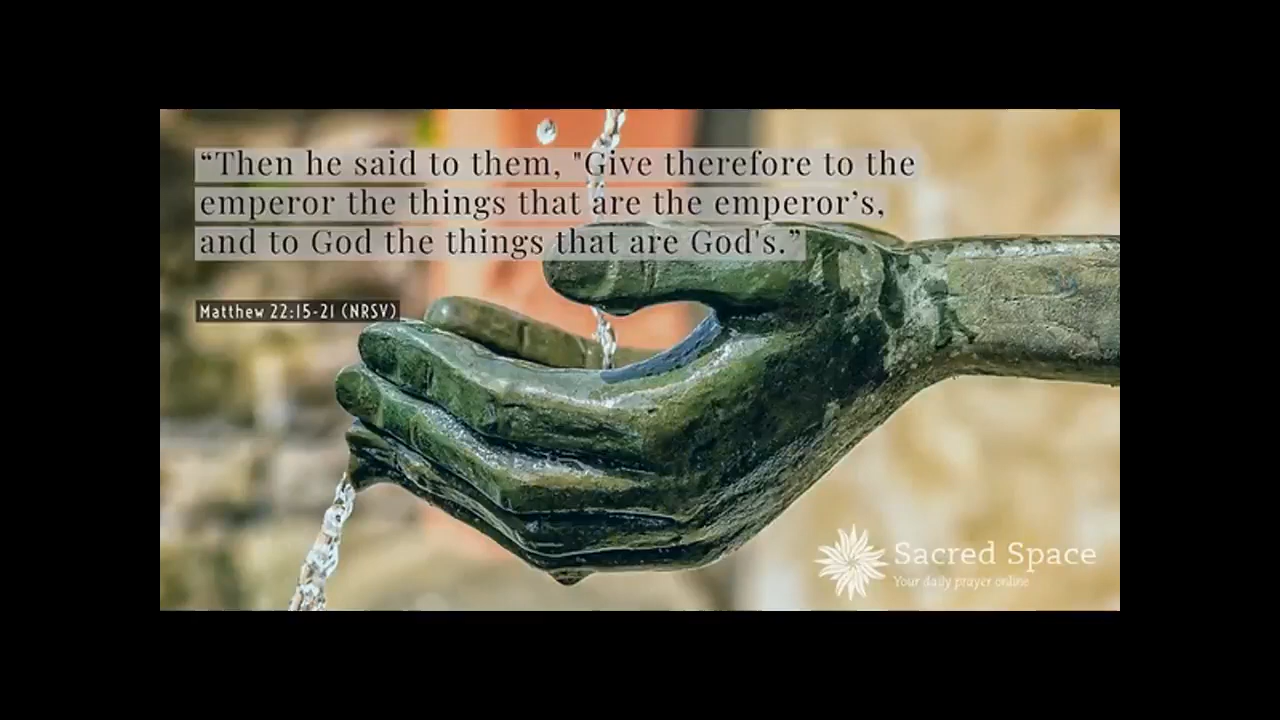 “Then he said to them, "Give therefore to the
emperor the things that are the emperor’s,
and to God the things that are God's.”
Matthew 22:15-21 (NRSV)
Sacred Space
Your daily prayer online